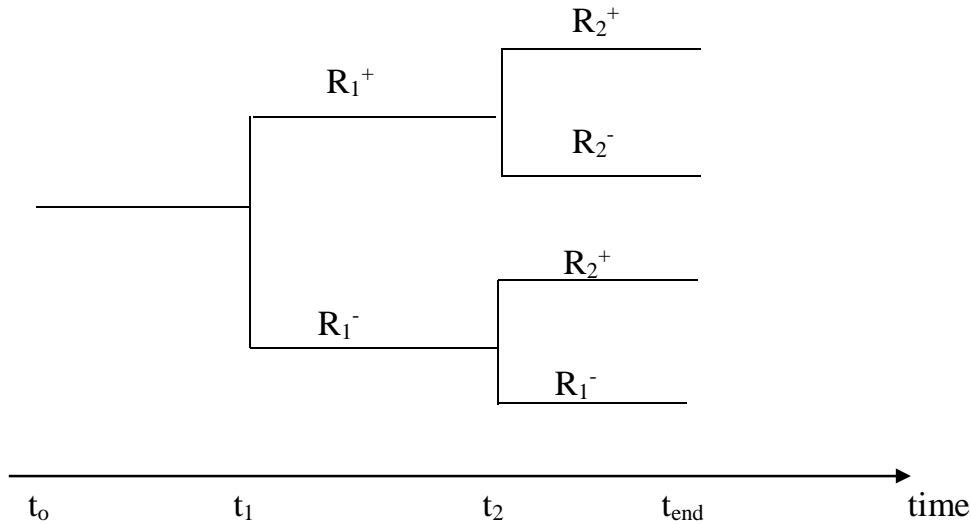 R₂⁺
R₁⁺
R₂⁻
R₂⁺
R₁⁻
R₁⁻
tₒ t₁ t₂ tₑₙd time